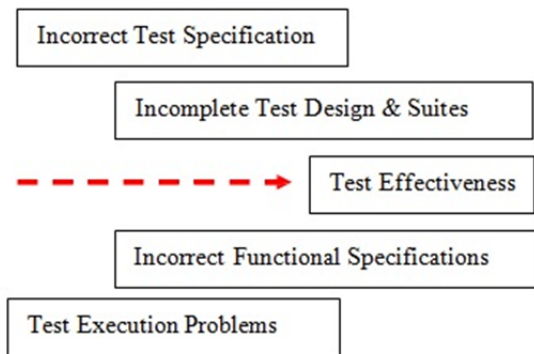 Incorrect Test Specification
Incomplete Test Design & Suites
Test Effectiveness
Incorrect Functional Specifications
Test Execution Problems